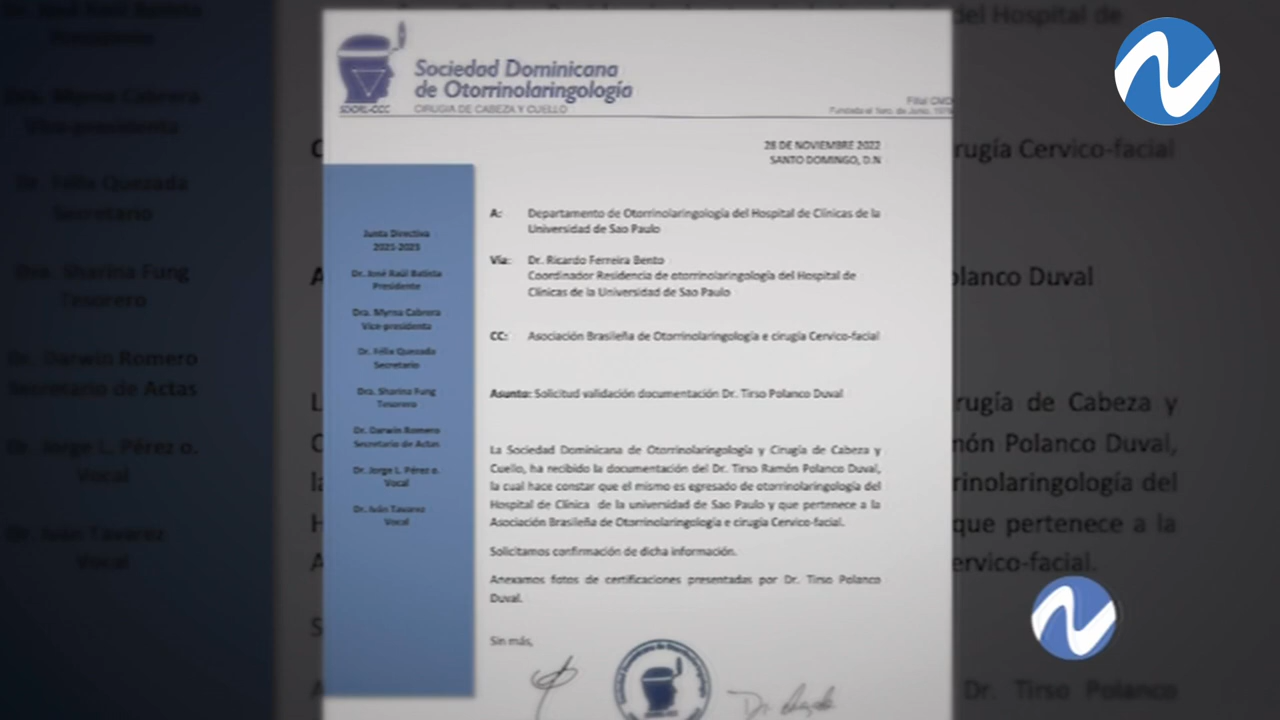 Sociedad Dominicana
de Otorrinolaringología
SDORL-CCC
CIRUGIA DE CABEZA Y CUELLO
Filial CMD
28 DE NOVIEMBRE 2022
SANTO DOMINGO, D.N
Junta Directiva
Dr. José Raúl Batista
Presidente
Dra. Myrna Cabrera
Vice-presidenta
Dr. Félix Quezada
Secretario
Dra. Sharina Fung
Tesorero
Dr. Darwin Romero
Secretario de Actas
Dr. Jorge L. Pérez o.
Vocal
Dr. Iván Tavarez
Vocal
A: Departamento de Otorrinolaringología del Hospital de Clínicas de la
Universidad de Sao Paulo
Vía: Dr. Ricardo Ferreira Bento
Coordinador Residencia de otorrinolaringología del Hospital de
Clínicas de la Universidad de Sao Paulo
CC: Asociación Brasileña de Otorrinolaringología e cirugía Cervico-facial
Asunto: Solicitud validación documentación Dr. Tirso Polanco Duval
La Sociedad Dominicana de Otorrinolaringología y Cirugía de Cabeza y
Cuello, ha recibido la documentación del Dr. Tirso Ramón Polanco Duval,
la cual hace constar que el mismo es egresado de otorrinolaringología del
Hospital de Clínica de la universidad de Sao Paulo y que pertenece a la
Asociación Brasileña de Otorrinolaringología e cirugía Cervico-facial.
Solicitamos confirmación de dicha información.
Anexamos fotos de certificaciones presentadas por Dr. Tirso Polanco
Duval.
Sin más,